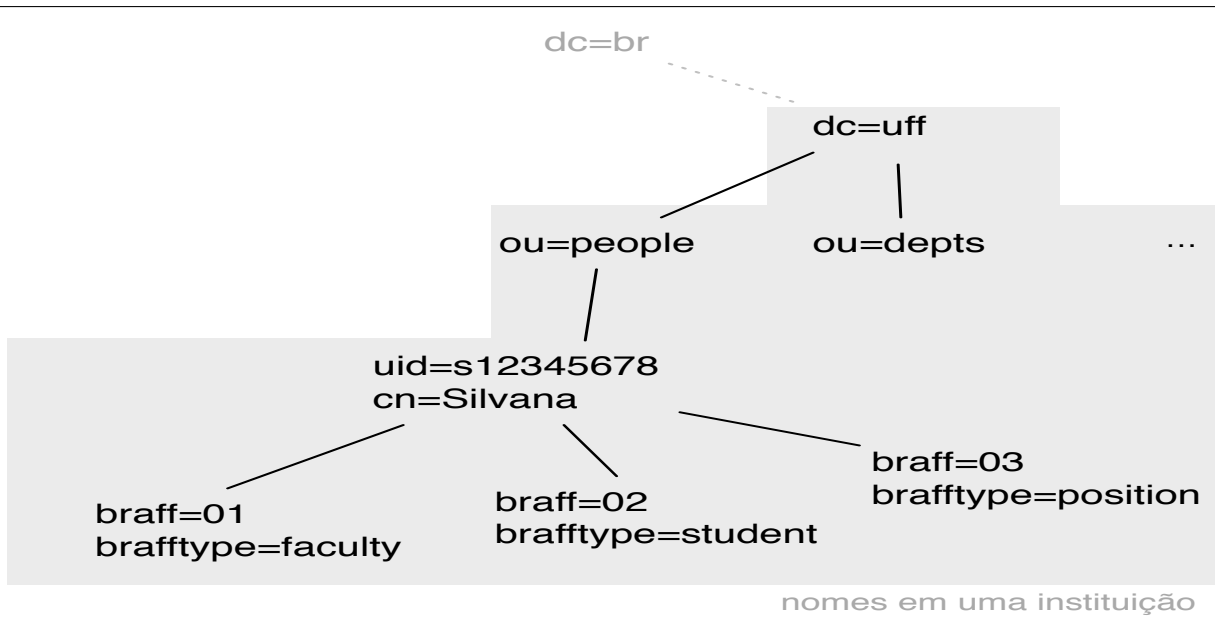 dc=br
dc=uff
ou=people
ou=depts
...
uid=s12345678
cn=Silvana
braff=01
brafftype=faculty
braff=02
brafftype=student
braff=03
brafftype=position
nomes em uma instituição